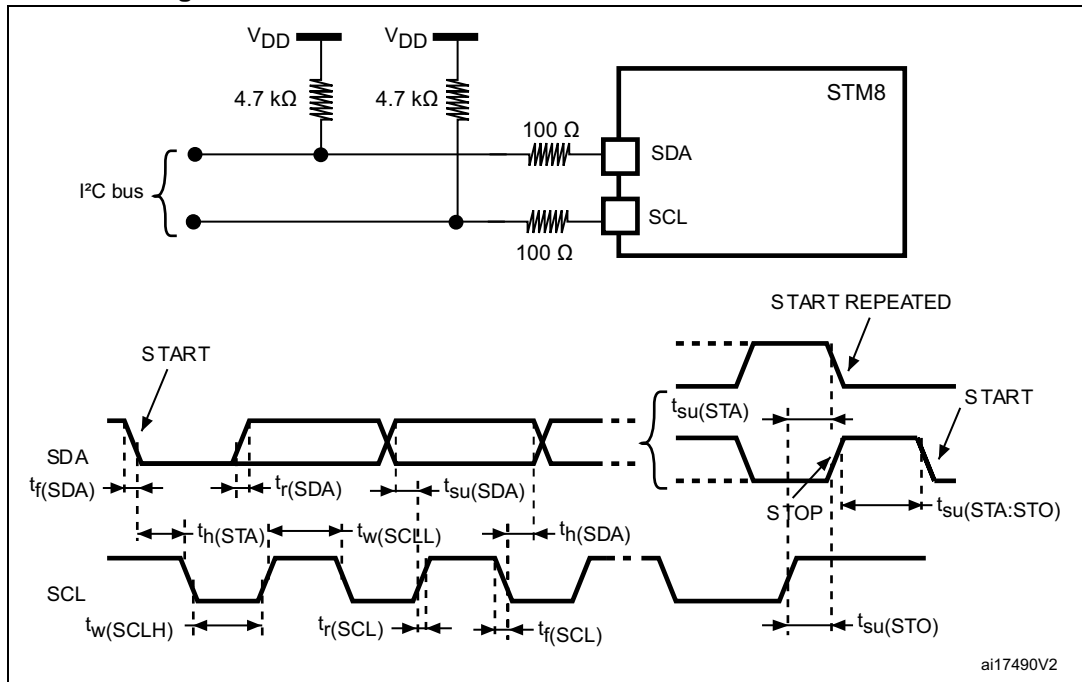 VDD
VDD
4.7 kΩ
4.7 kΩ
STM8
100 Ω
SDA
I²C bus
SCL
100 Ω
START REPEATED
START
tsu(STA)
START
SDA
tf(SDA)
tr(SDA)
tsu(SDA)
STOP
tsu(STA:STO)
th(STA)
tw(SCLL)
th(SDA)
SCL
tw(SCLH)
tr(SCL)
tf(SCL)
tsu(STO)
ai17490V2